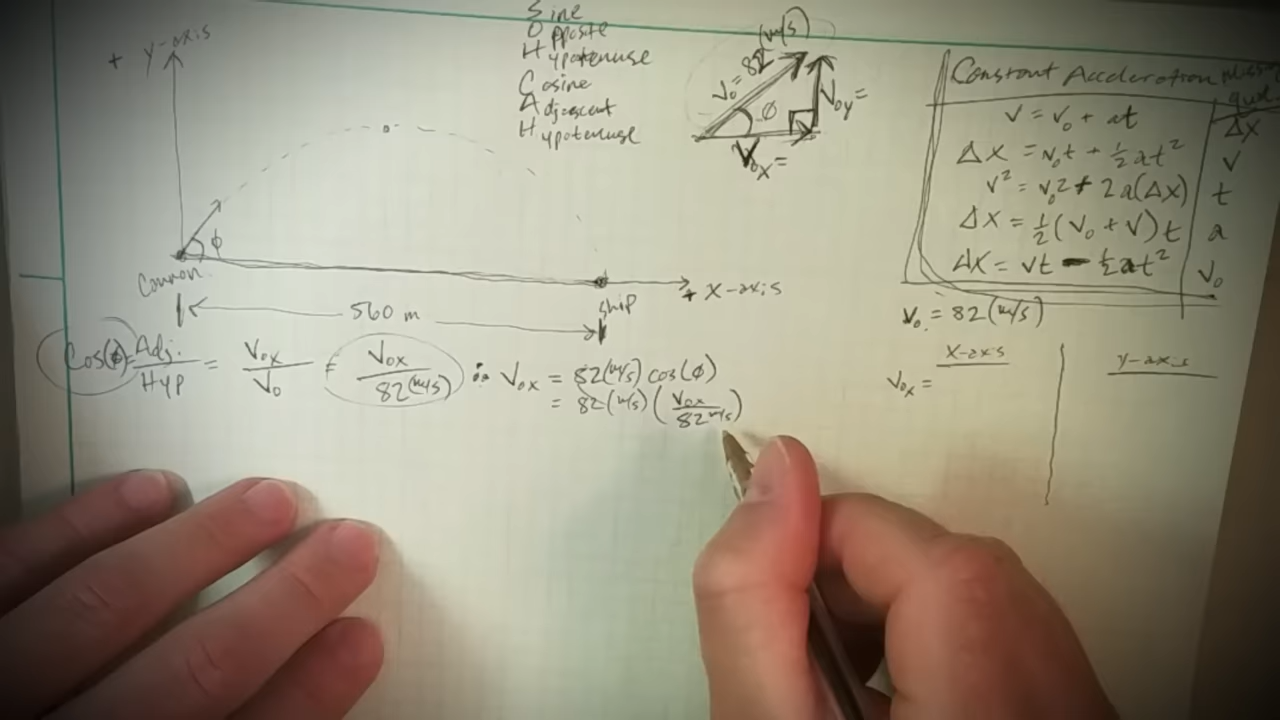 + y-axis
Sine
Opposite
Hypotenuse
Cosine
Adjascent
Hypotenuse
V₀ = 82 (m/s)
ϕ
V₀y =
V₀x =
Constant Acceleration
V = V₀ + at
ΔX
ΔX = V₀t + ½at²
V
V² = V₀² + 2a(ΔX)
t
ΔX = ½(V₀ + V)t
a
ΔX = Vt - ½at²
V₀
ϕ
Connon.
Ship
+ X-axis
560 m
V₀ = 82 (m/s)
Cos(ϕ) = Adj. / Hyp = V₀x / V₀ = V₀x / 82 (m/s) ∴ V₀x = 82 (m/s) cos(ϕ)
= 82 (m/s) (V₀x / 82 m/s)
X-axis
y-axis
V₀x =